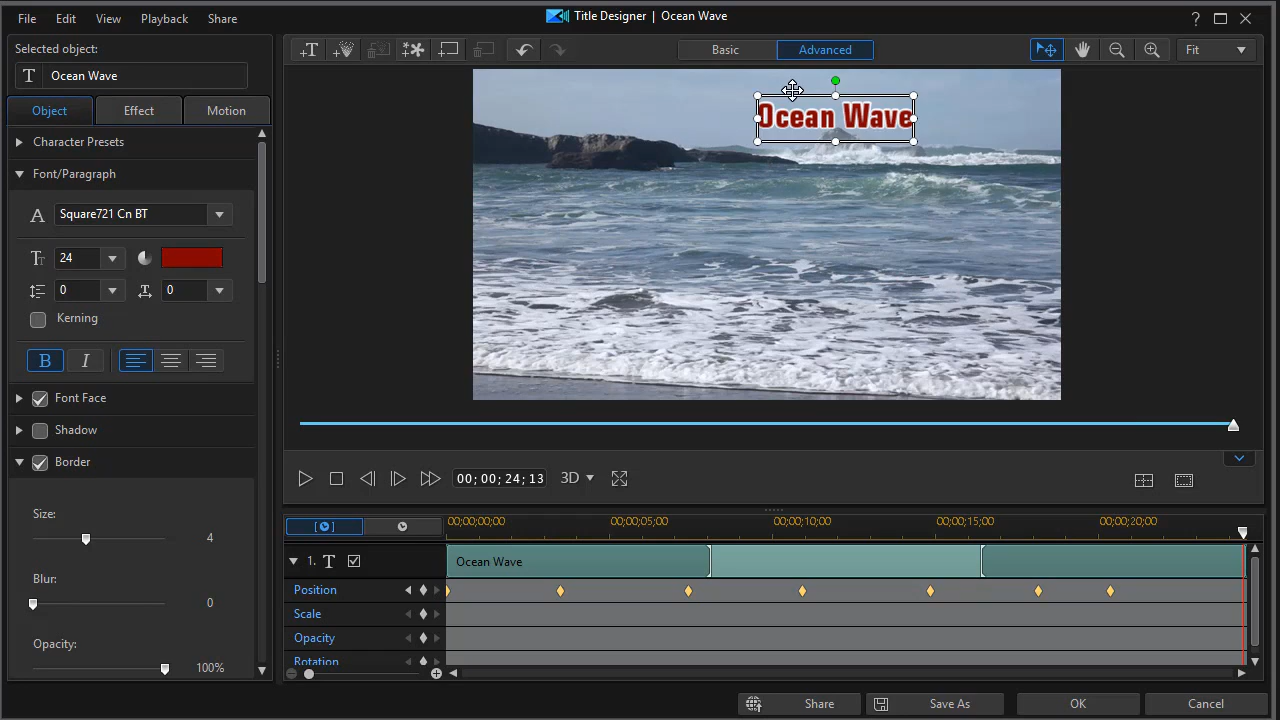 File Edit View Playback Share
Title Designer | Ocean Wave
?
Selected object:
T Ocean Wave
T
Basic Advanced
Fit
Object Effect Motion
Ocean Wave
Character Presets
Font/Paragraph
A Square721 Cn BT
24
0 0
Kerning
B I
Font Face
Shadow
Border
Size:
4
Blur:
0
Opacity:
100%
00; 00; 24; 13
3D
00;00;00;00 00;00;05;00 00;00;10;00 00;00;15;00 00;00;20;00
1. T Ocean Wave
Position
Scale
Opacity
Rotation
Share Save As OK Cancel